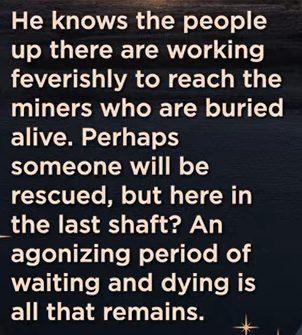 He knows the people
up there are working
feverishly to reach the
miners who are buried
alive. Perhaps
someone will be
rescued, but here in
the last shaft? An
agonizing period of
waiting and dying is
all that remains.